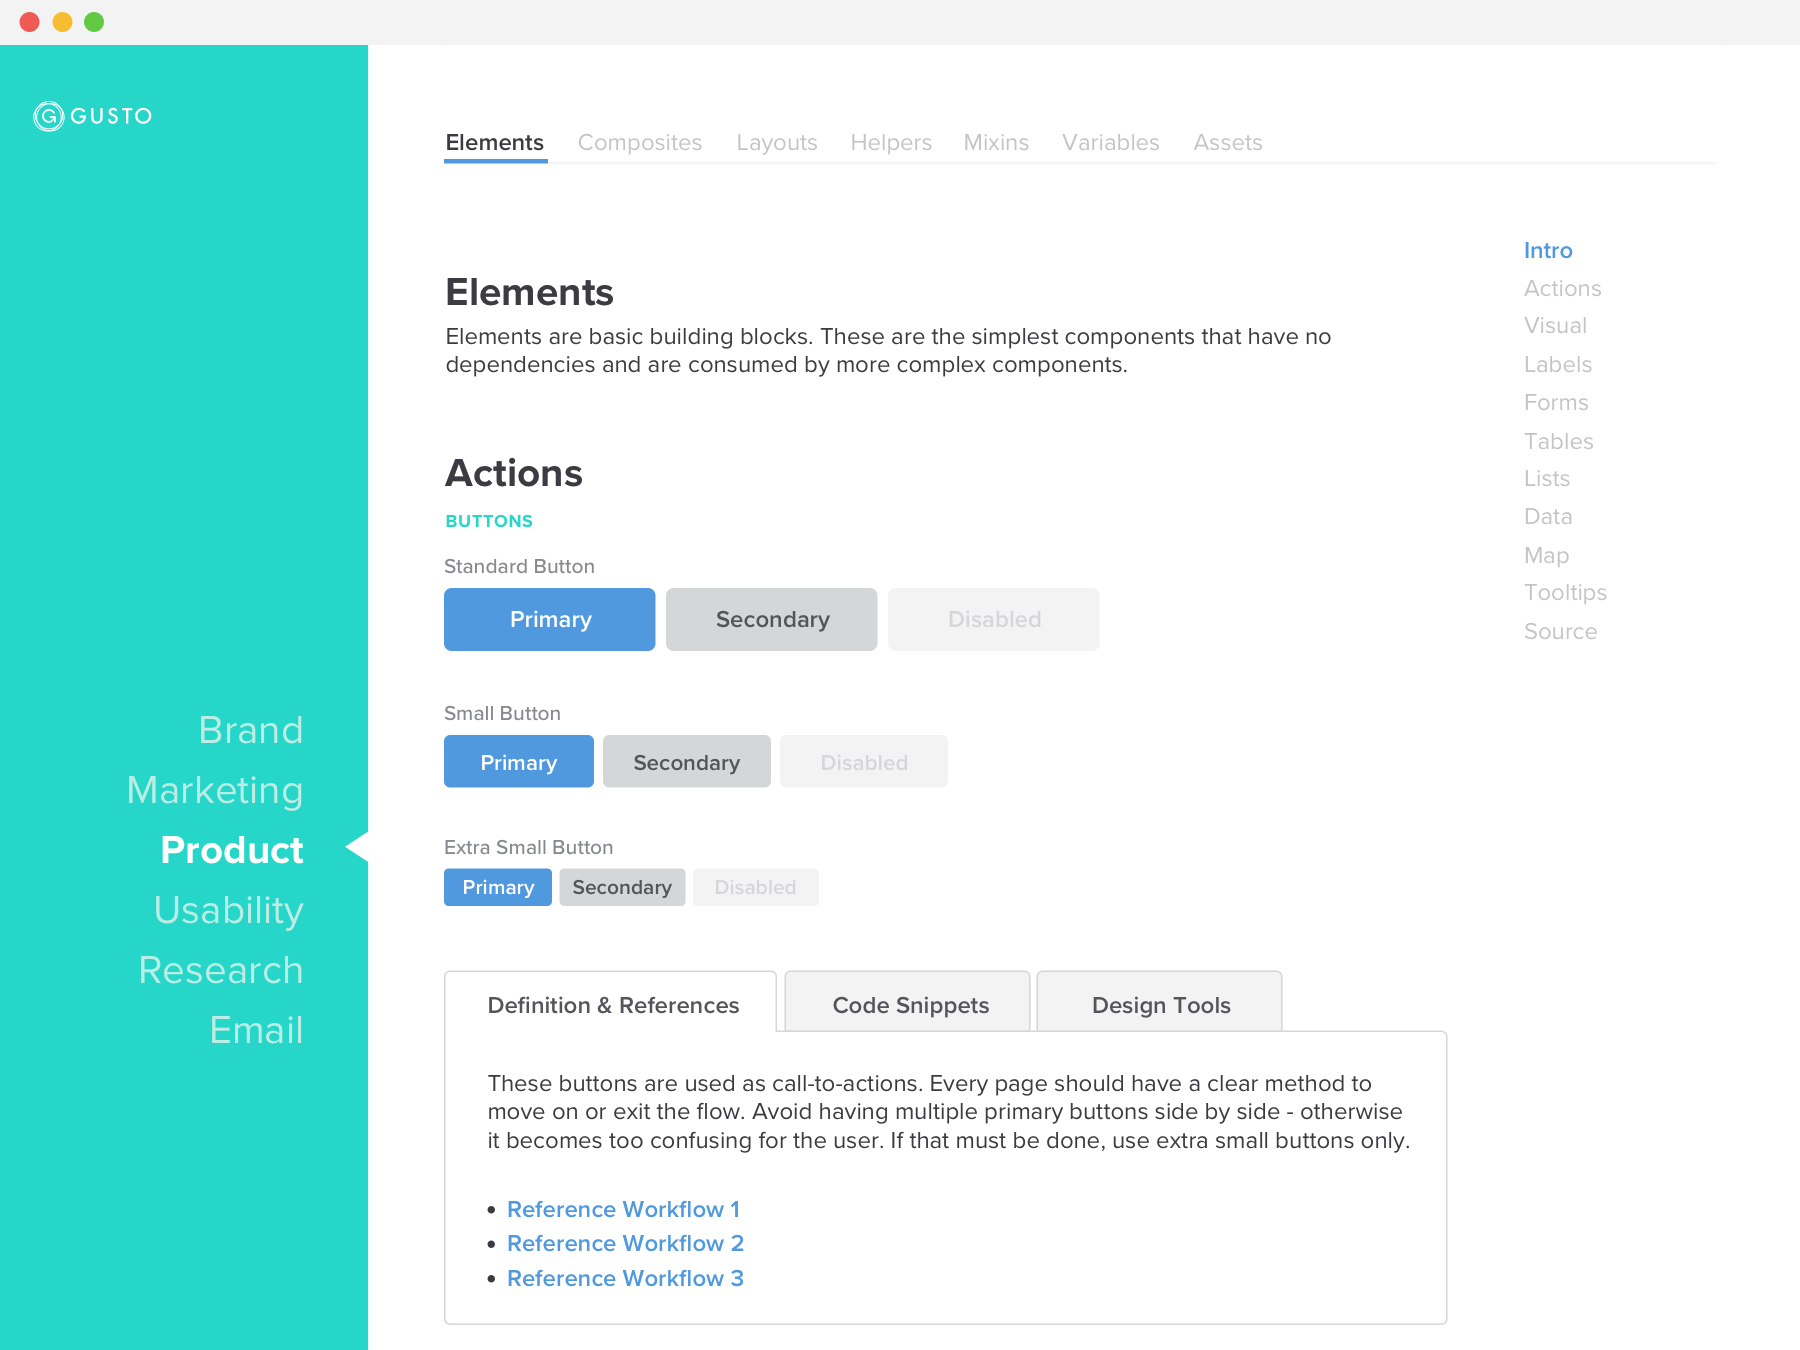 G GUSTO
Elements Composites Layouts Helpers Mixins Variables Assets
Elements
Elements are basic building blocks. These are the simplest components that have no
dependencies and are consumed by more complex components.
Actions
BUTTONS
Standard Button
Primary Secondary Disabled
Small Button
Primary Secondary Disabled
Extra Small Button
Primary Secondary Disabled
Definition & References Code Snippets Design Tools
These buttons are used as call-to-actions. Every page should have a clear method to
move on or exit the flow. Avoid having multiple primary buttons side by side - otherwise
it becomes too confusing for the user. If that must be done, use extra small buttons only.
• Reference Workflow 1
• Reference Workflow 2
• Reference Workflow 3
Intro
Actions
Visual
Labels
Forms
Tables
Lists
Data
Map
Tooltips
Source
Brand
Marketing
Product
Usability
Research
Email